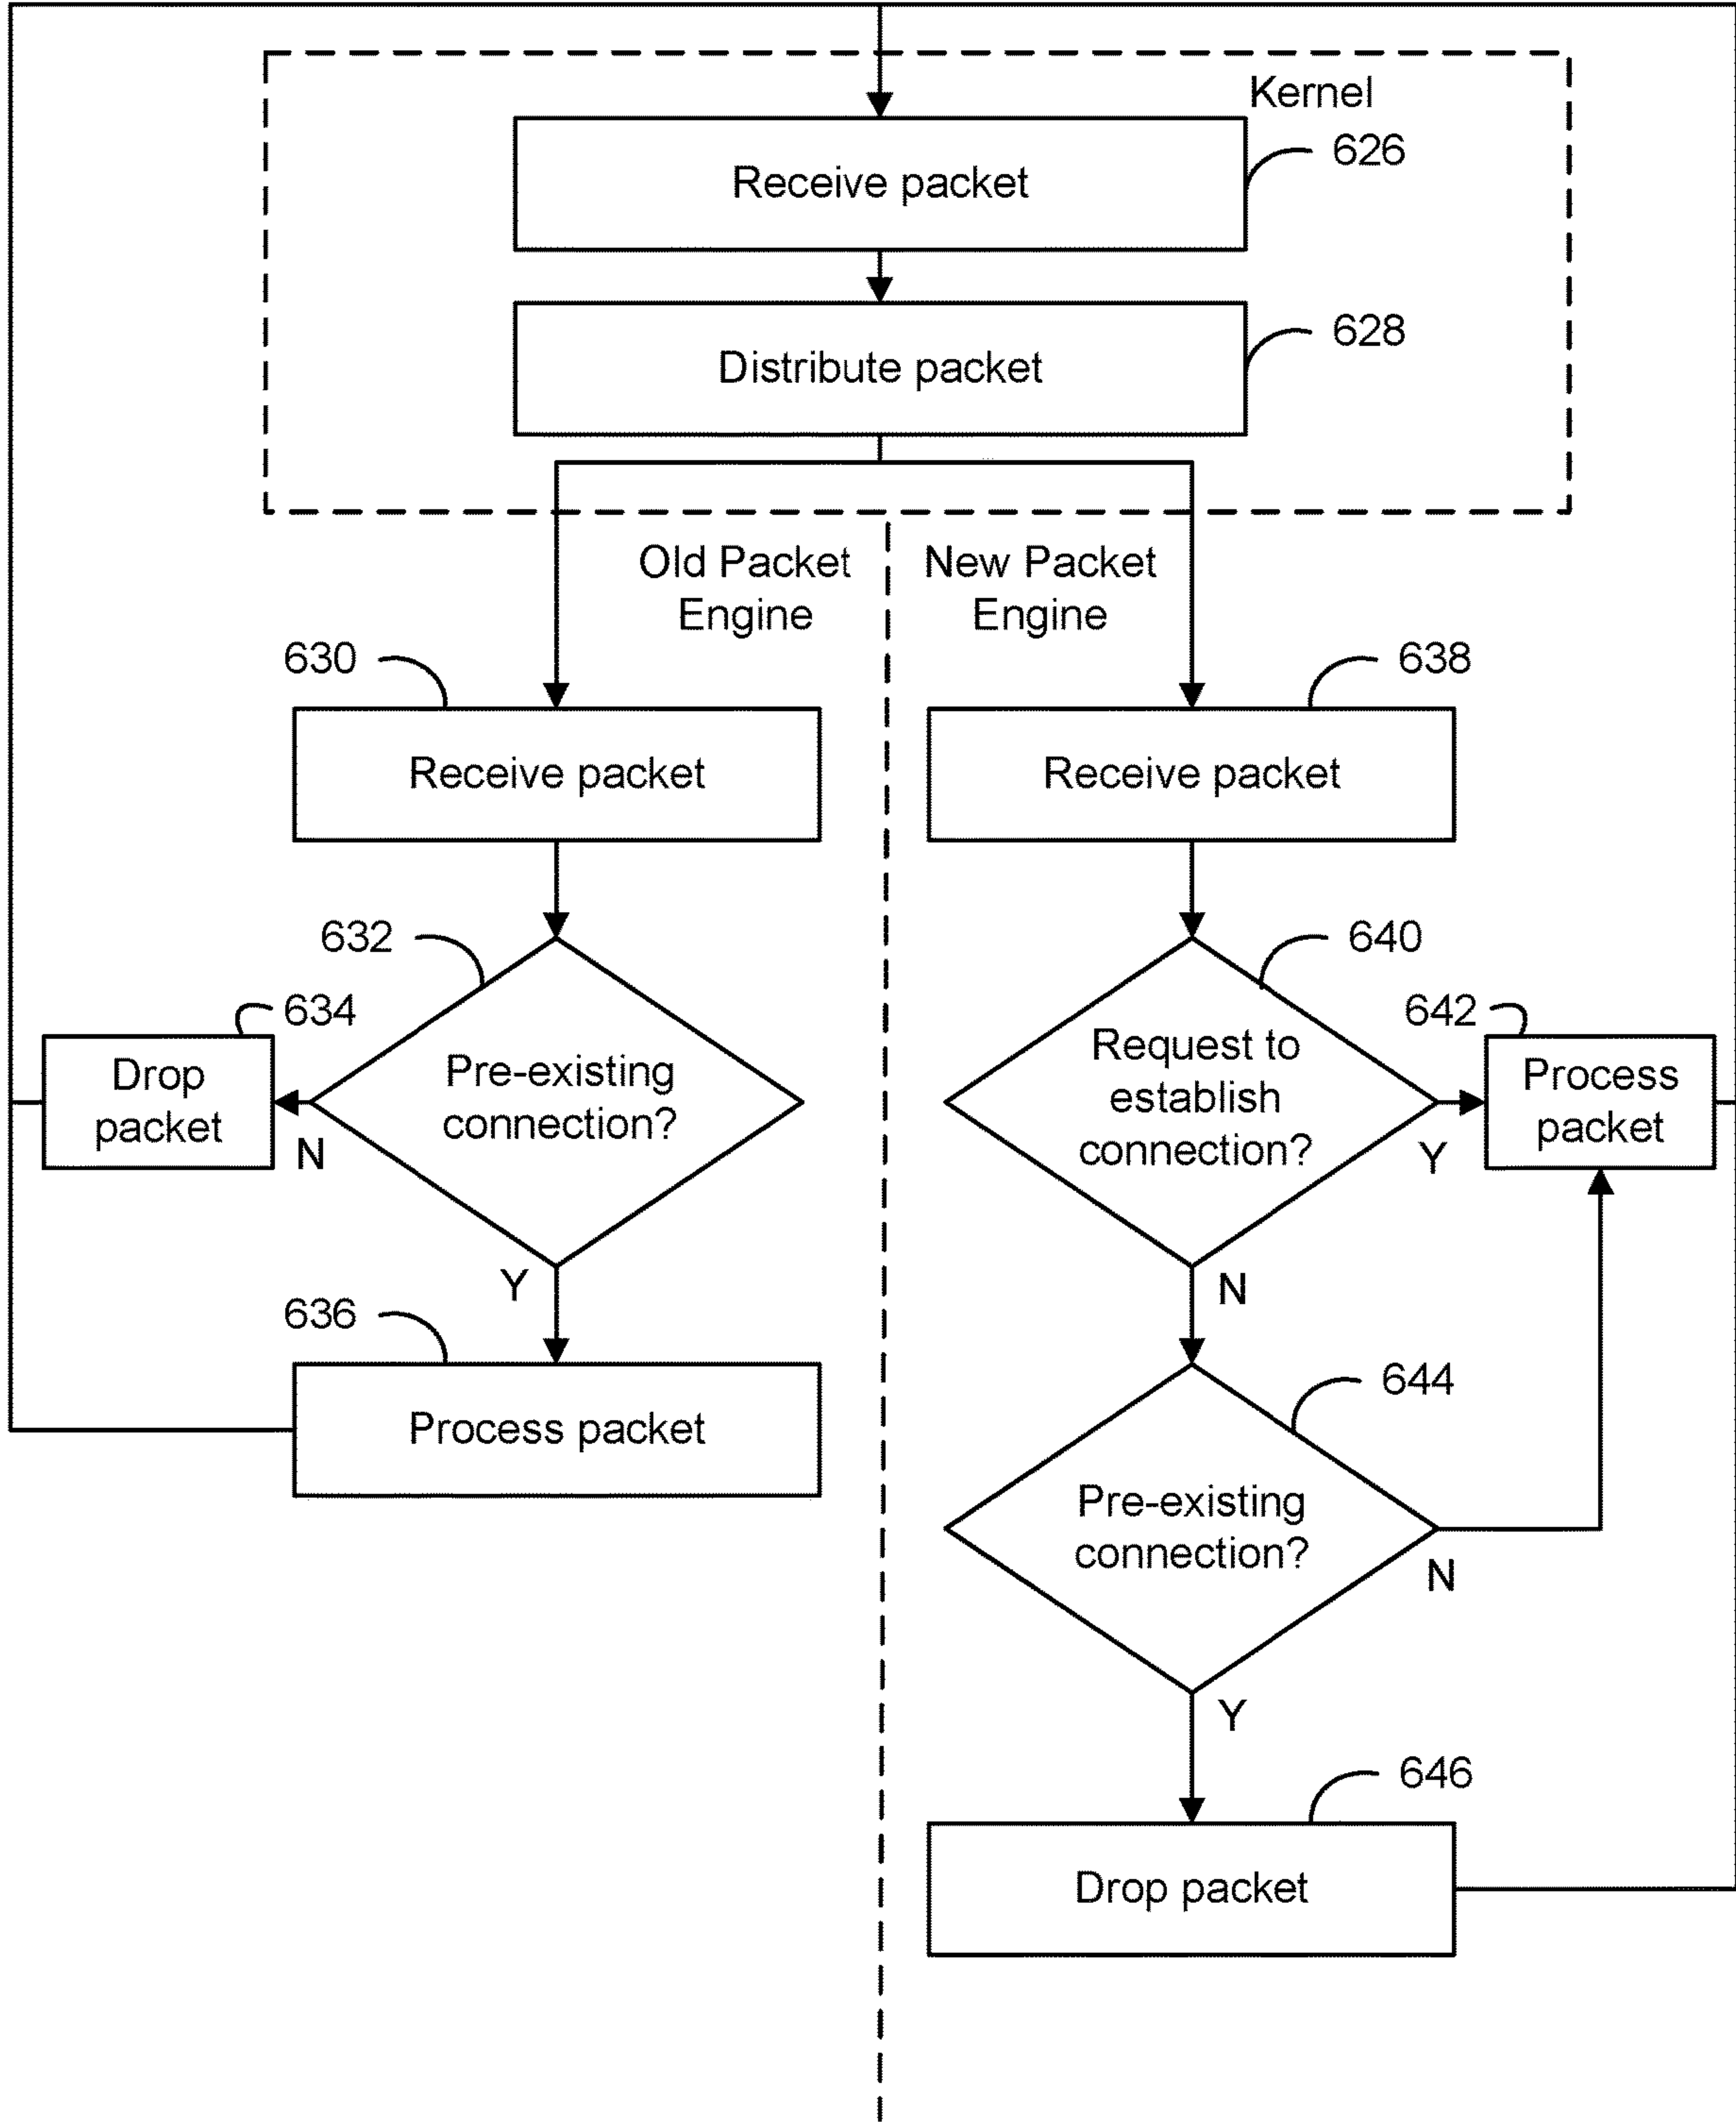 Kernel
626
Receive packet
628
Distribute packet
Old Packet
Engine
New Packet
Engine
630
Receive packet
638
Receive packet
632
Pre-existing
connection?
634
Drop
packet
N
Y
636
Process packet
640
Request to
establish
connection?
Y
642
Process
packet
N
644
Pre-existing
connection?
N
Y
646
Drop packet